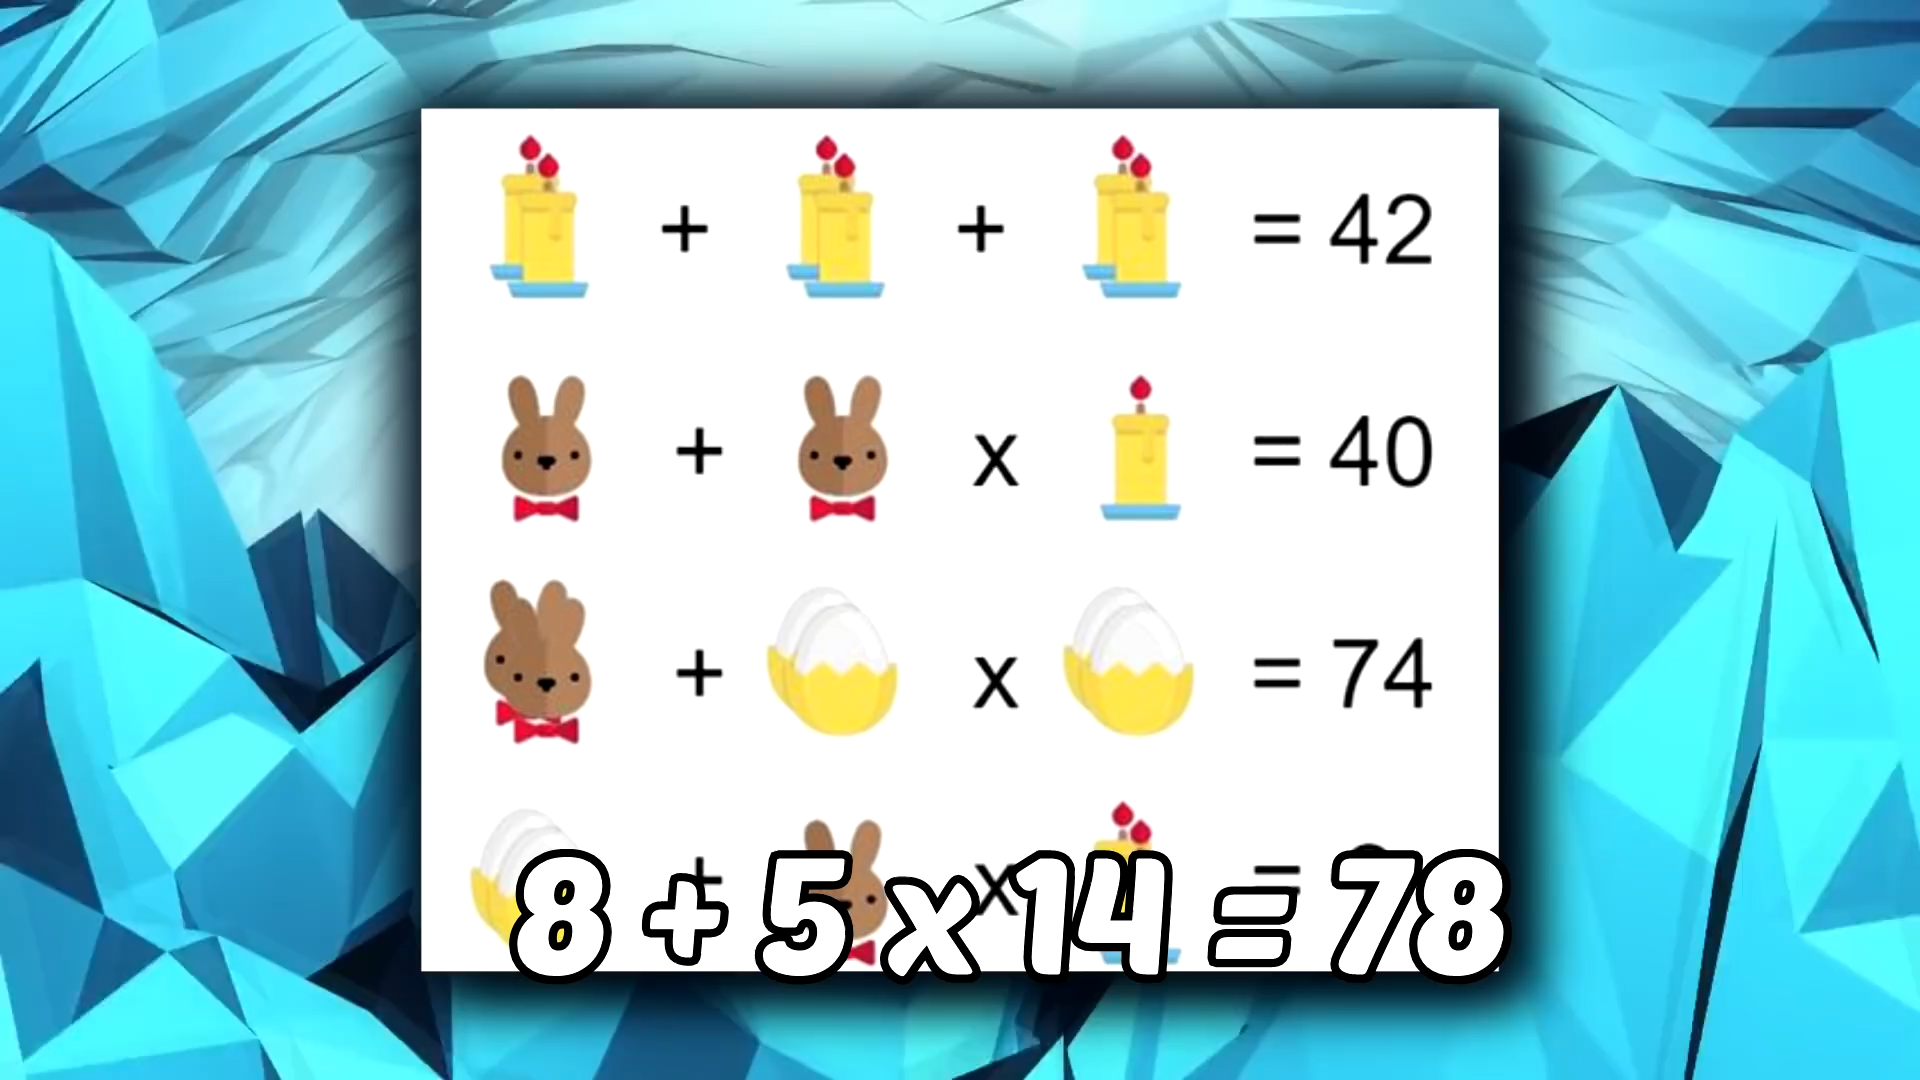 + + = 42
+ x = 40
+ x = 74
+ x =
8 + 5 x 14 = 78